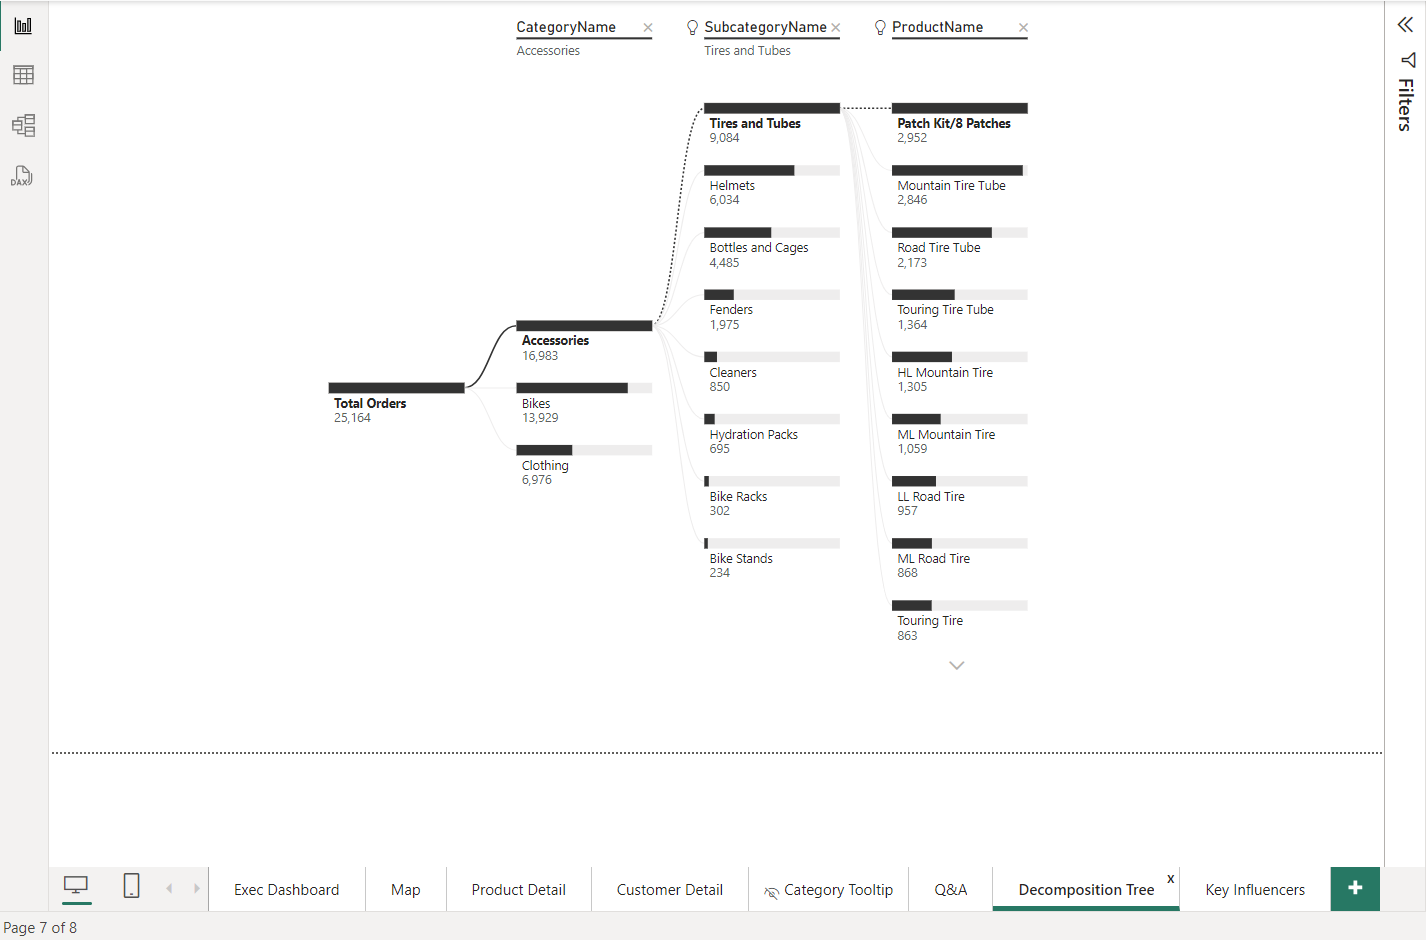 CategoryName
Accessories
SubcategoryName
Tires and Tubes
ProductName
Filters
DAX
Total Orders
25,164
Accessories
16,983
Bikes
13,929
Clothing
6,976
Tires and Tubes
9,084
Helmets
6,034
Bottles and Cages
4,485
Fenders
1,975
Cleaners
850
Hydration Packs
695
Bike Racks
302
Bike Stands
234
Patch Kit/8 Patches
2,952
Mountain Tire Tube
2,846
Road Tire Tube
2,173
Touring Tire Tube
1,364
HL Mountain Tire
1,305
ML Mountain Tire
1,059
LL Road Tire
957
ML Road Tire
868
Touring Tire
863
Exec Dashboard
Map
Product Detail
Customer Detail
Category Tooltip
Q&A
Decomposition Tree
x
Key Influencers
Page 7 of 8